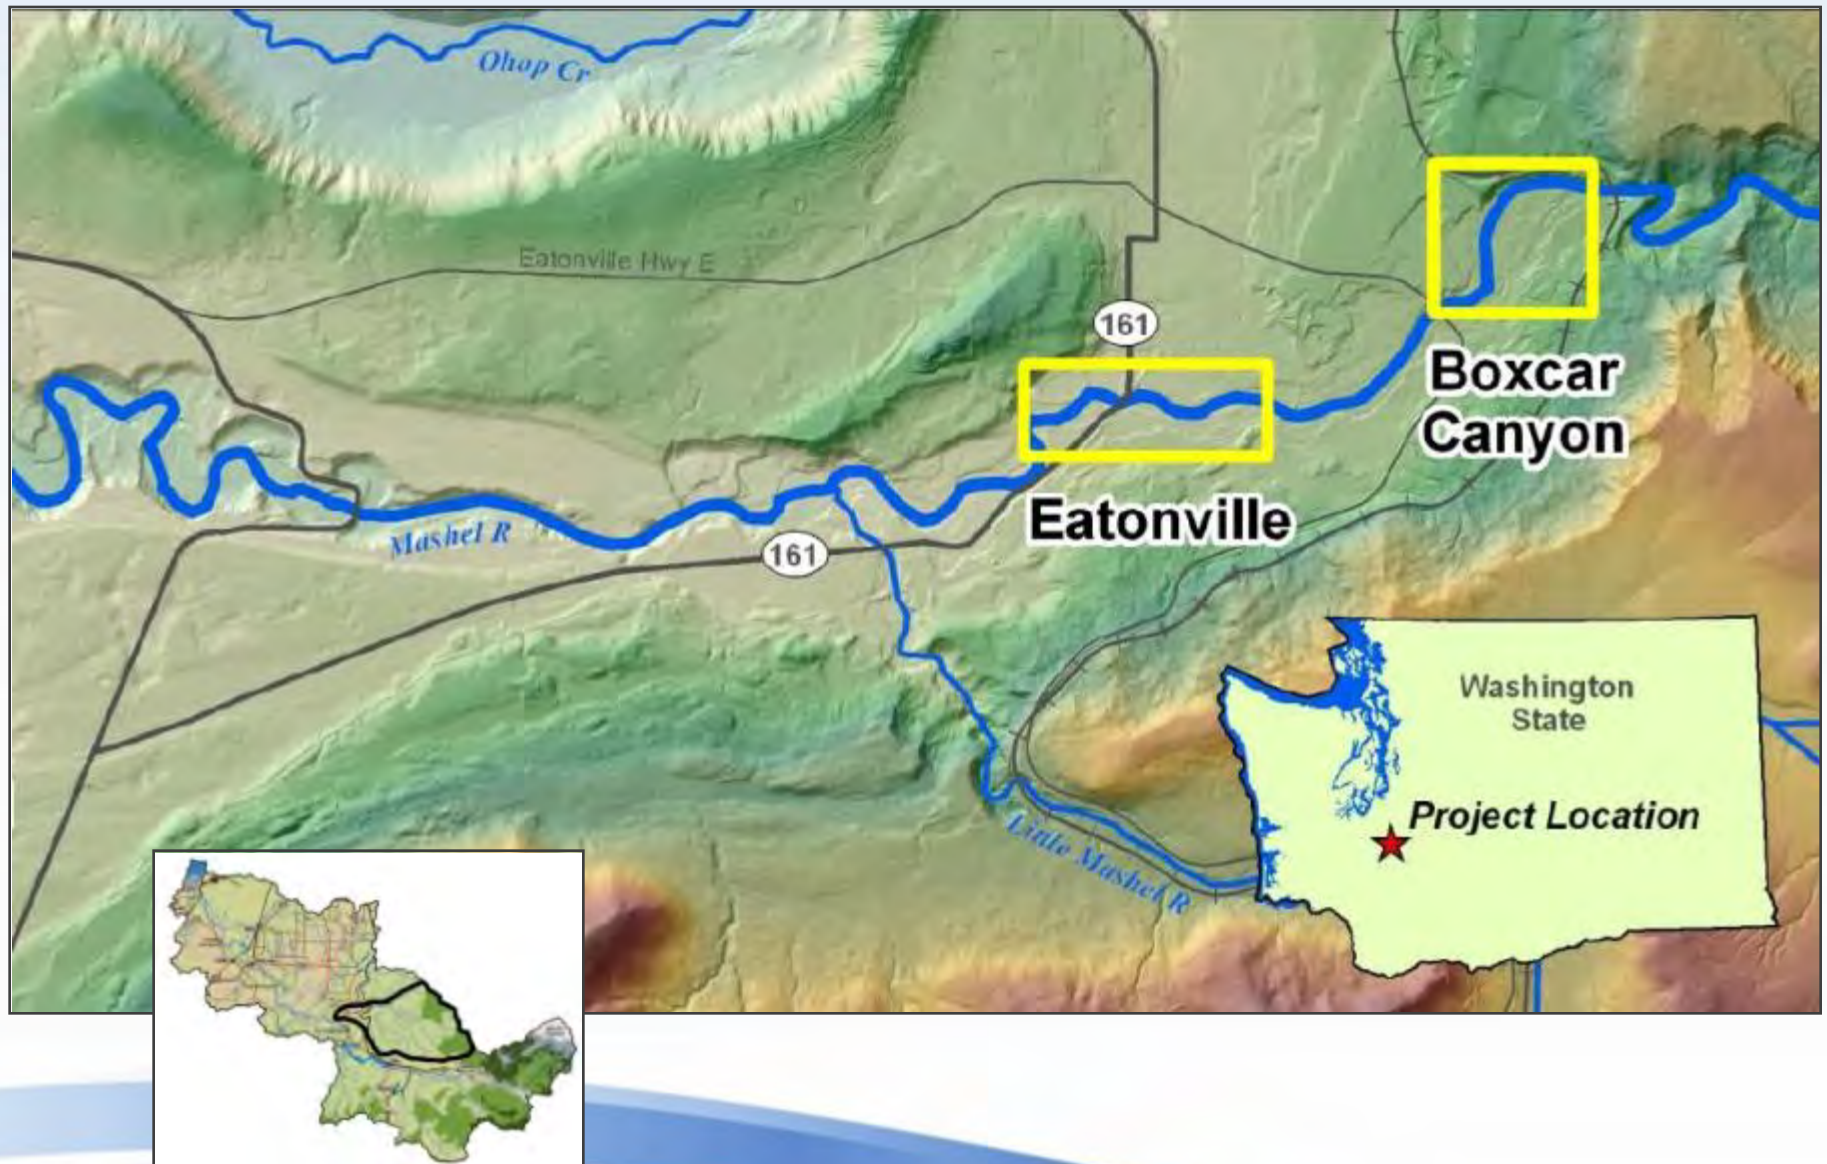 Ohop Cr
Eatonville Hwy E
161
Boxcar
Canyon
Eatonville
Mashel R
161
Washington
State
Project Location
Little Mashel R